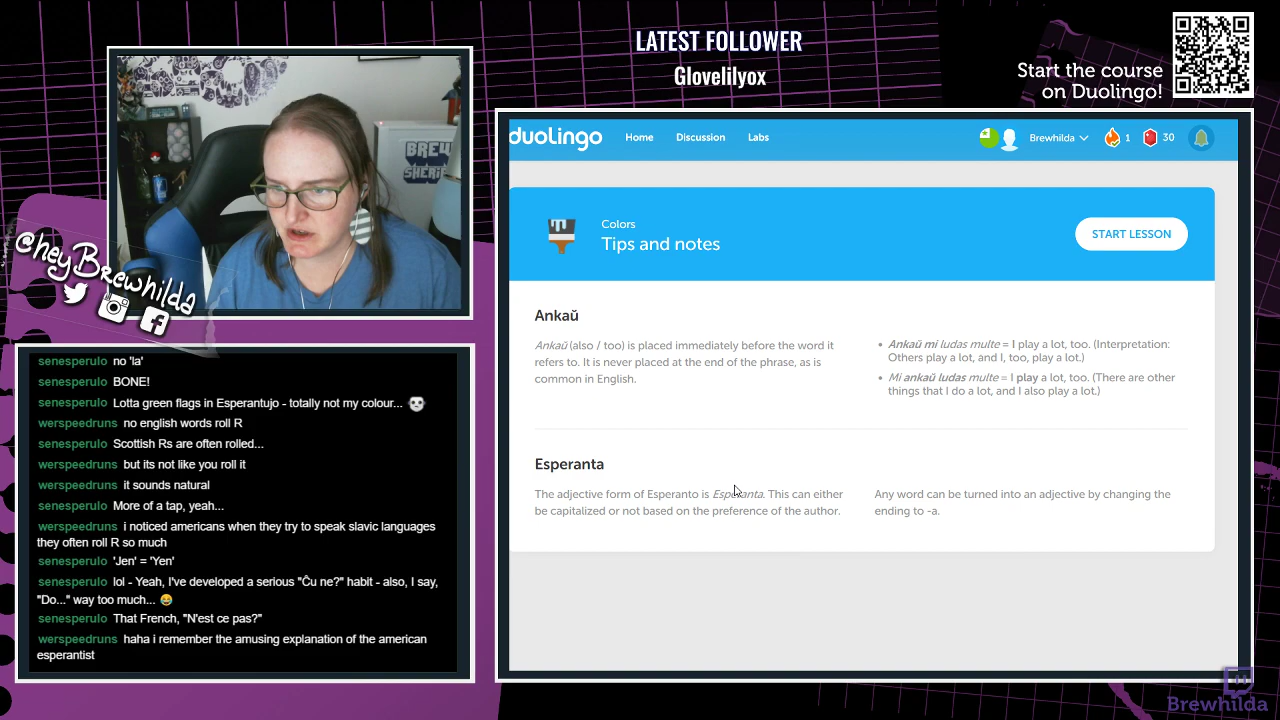 LATEST FOLLOWER
Glovelilyox
Start the course
on Duolingo!
BREW
SHERIF
@heyBrewhilda
senesperulo no 'la'
senesperulo BONE!
senesperulo Lotta green flags in Esperantujo - totally not my colour...
werspeedruns no english words roll R
senesperulo Scottish Rs are often rolled...
werspeedruns but its not like you roll it
werspeedruns it sounds natural
senesperulo More of a tap, yeah...
werspeedruns i noticed americans when they try to speak slavic languages
they often roll R so much
senesperulo 'Jen' = 'Yen'
senesperulo lol - Yeah, I've developed a serious "Ĉu ne?" habit - also, I say,
"Do..." way too much...
senesperulo That French, "N'est ce pas?"
werspeedruns haha i remember the amusing explanation of the american
esperantist
duolingo
Home Discussion Labs
Brewhilda 1 30
Colors
Tips and notes
START LESSON
Ankaŭ
Ankaŭ (also / too) is placed immediately before the word it
refers to. It is never placed at the end of the phrase, as is
common in English.
• Ankaŭ mi ludas multe = I play a lot, too. (Interpretation:
Others play a lot, and I, too, play a lot.)
• Mi ankaŭ ludas multe = I play a lot, too. (There are other
things that I do a lot, and I also play a lot.)
Esperanta
The adjective form of Esperanto is Esperanta. This can either
be capitalized or not based on the preference of the author.
Any word can be turned into an adjective by changing the
ending to -a.
Brewhilda